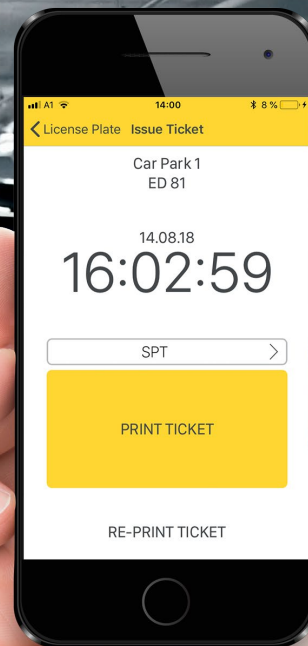 A1 14:00 8 %
License Plate Issue Ticket
Car Park 1
ED 81
14.08.18
16:02:59
SPT
PRINT TICKET
RE-PRINT TICKET